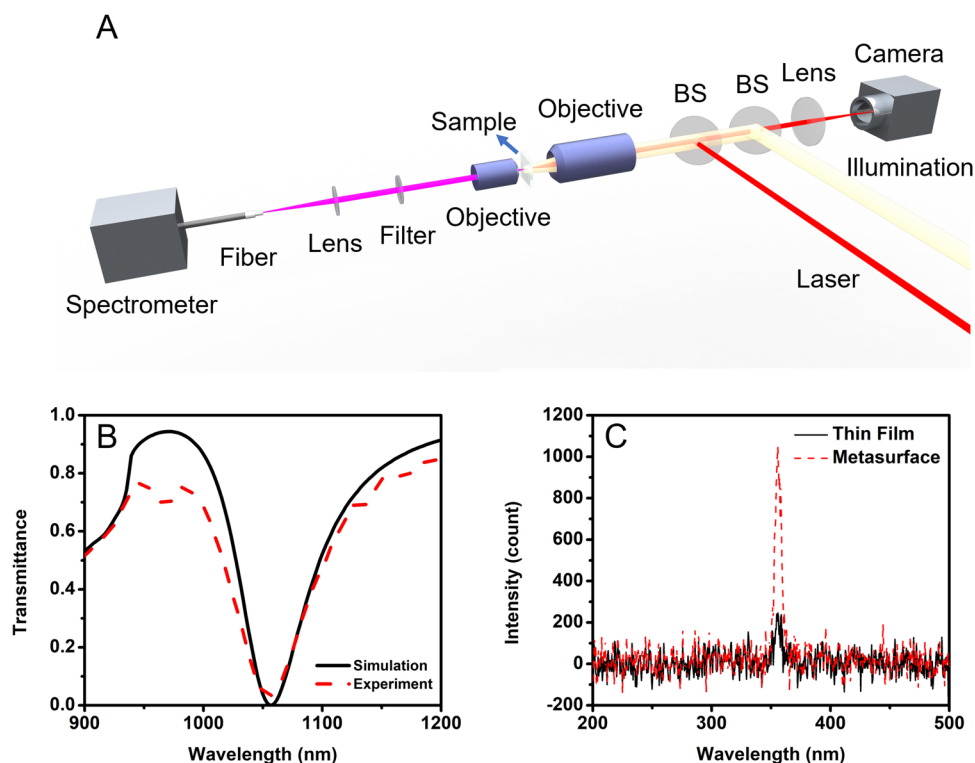 A
Camera
Lens
BS
BS
Objective
Sample
Illumination
Objective
Filter
Lens
Fiber
Laser
Spectrometer
B
1.0
0.8
0.6
0.4
0.2
0.0
Transmittance
Simulation
Experiment
900
1000
1100
1200
Wavelength (nm)
C
1200
1000
800
600
400
200
0
-200
Intensity (count)
Thin Film
Metasurface
200
300
400
500
Wavelength (nm)